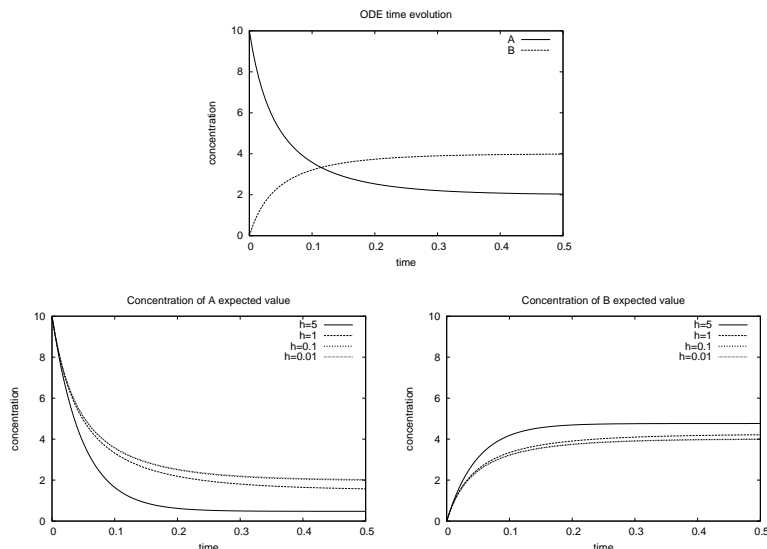 ODE time evolution
A
B
10
8
6
4
2
0
concentration
0 0.1 0.2 0.3 0.4 0.5
time
Concentration of A expected value
h=5
h=1
h=0.1
h=0.01
10
8
6
4
2
0
concentration
0 0.1 0.2 0.3 0.4 0.5
time
Concentration of B expected value
h=5
h=1
h=0.1
h=0.01
10
8
6
4
2
0
concentration
0 0.1 0.2 0.3 0.4 0.5
time